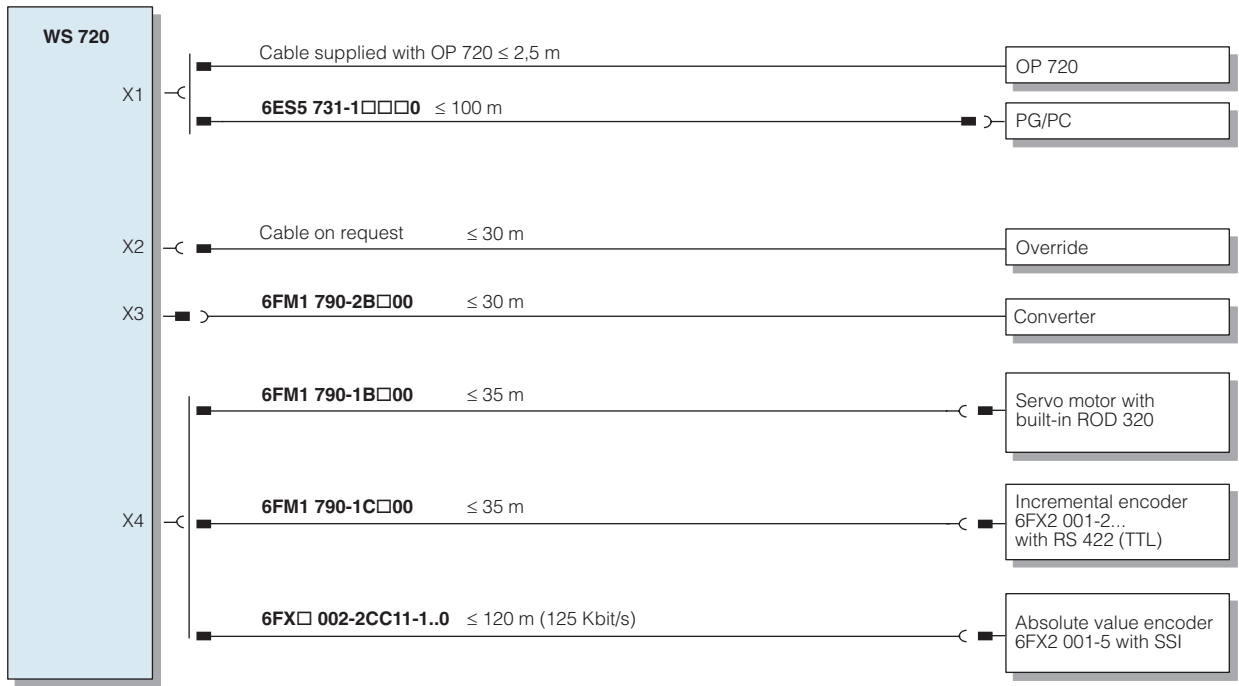 WS 720
X1
Cable supplied with OP 720 ≤ 2,5 m
OP 720
6ES5 731-1□□□0 ≤ 100 m
PG/PC
X2
Cable on request ≤ 30 m
Override
X3
6FM1 790-2B□00 ≤ 30 m
Converter
X4
6FM1 790-1B□00 ≤ 35 m
Servo motor with
built-in ROD 320
6FM1 790-1C□00 ≤ 35 m
Incremental encoder
6FX2 001-2...
with RS 422 (TTL)
6FX□ 002-2CC11-1..0 ≤ 120 m (125 Kbit/s)
Absolute value encoder
6FX2 001-5 with SSI